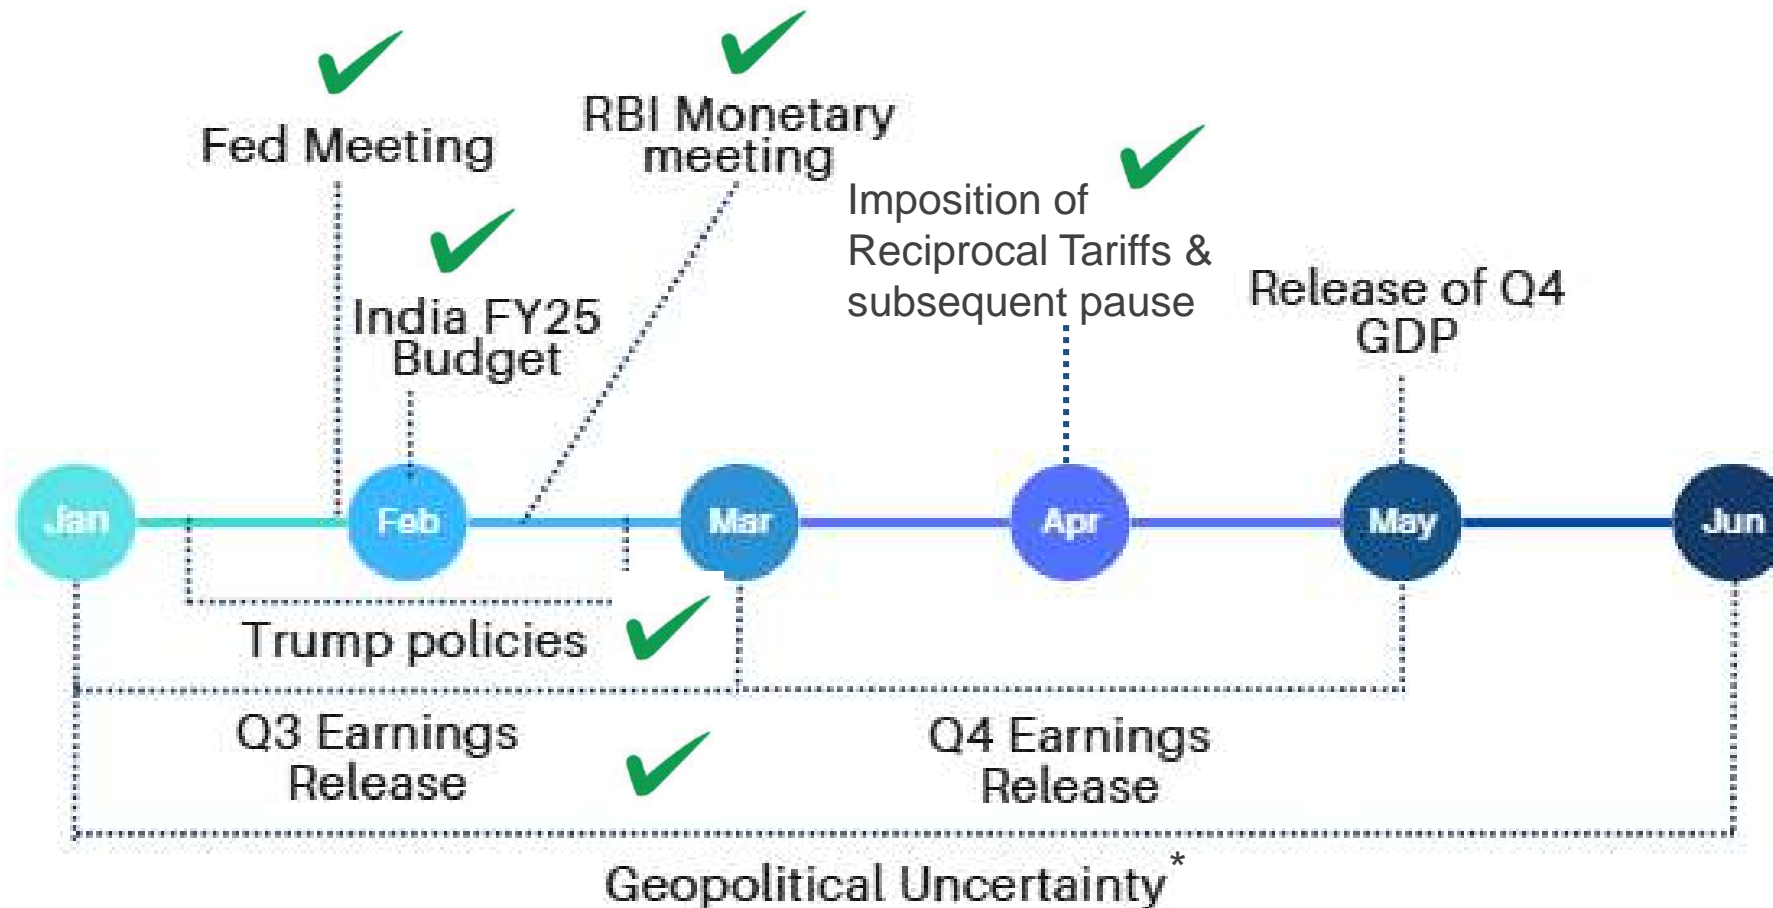 Fed Meeting
RBI Monetary
meeting
Imposition of
Reciprocal Tariffs &
subsequent pause
India FY25
Budget
Release of Q4
GDP
Jan
Feb
Mar
Apr
May
Jun
Trump policies
Q3 Earnings
Release
Q4 Earnings
Release
Geopolitical Uncertainty*